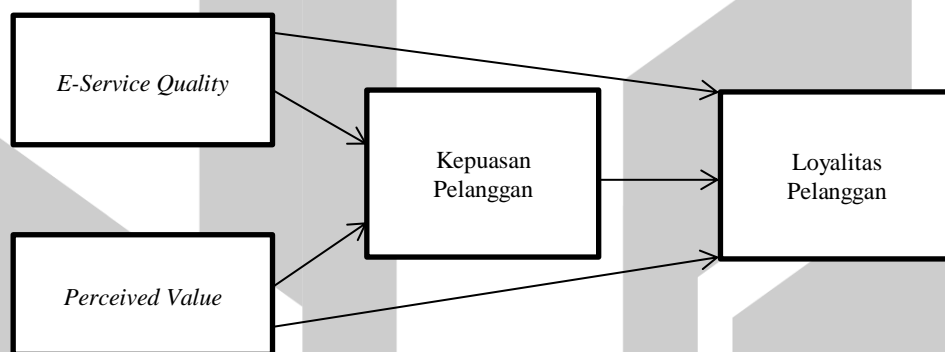 E-Service Quality
Kepuasan
Pelanggan
Loyalitas
Pelanggan
Perceived Value